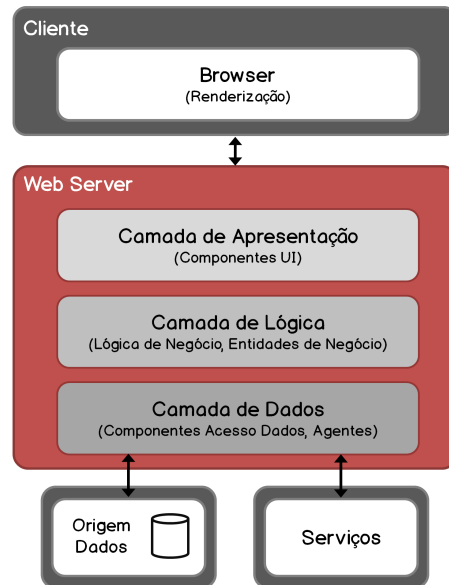 Cliente
Browser
(Renderização)
Web Server
Camada de Apresentação
(Componentes UI)
Camada de Lógica
(Lógica de Negócio, Entidades de Negócio)
Camada de Dados
(Componentes Acesso Dados, Agentes)
Origem
Dados
Serviços